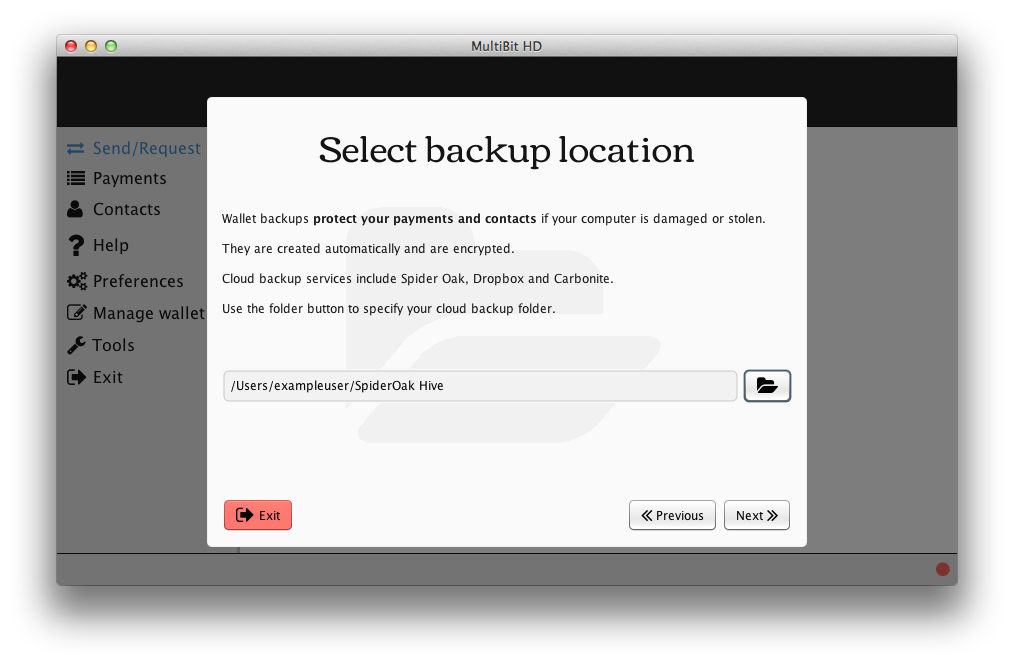 MultiBit HD
Send/Request
Payments
Contacts
Help
Preferences
Manage wallet
Tools
Exit
Select backup location
Wallet backups protect your payments and contacts if your computer is damaged or stolen.
They are created automatically and are encrypted.
Cloud backup services include Spider Oak, Dropbox and Carbonite.
Use the folder button to specify your cloud backup folder.
/Users/exampleuser/SpiderOak Hive
Exit
Previous
Next